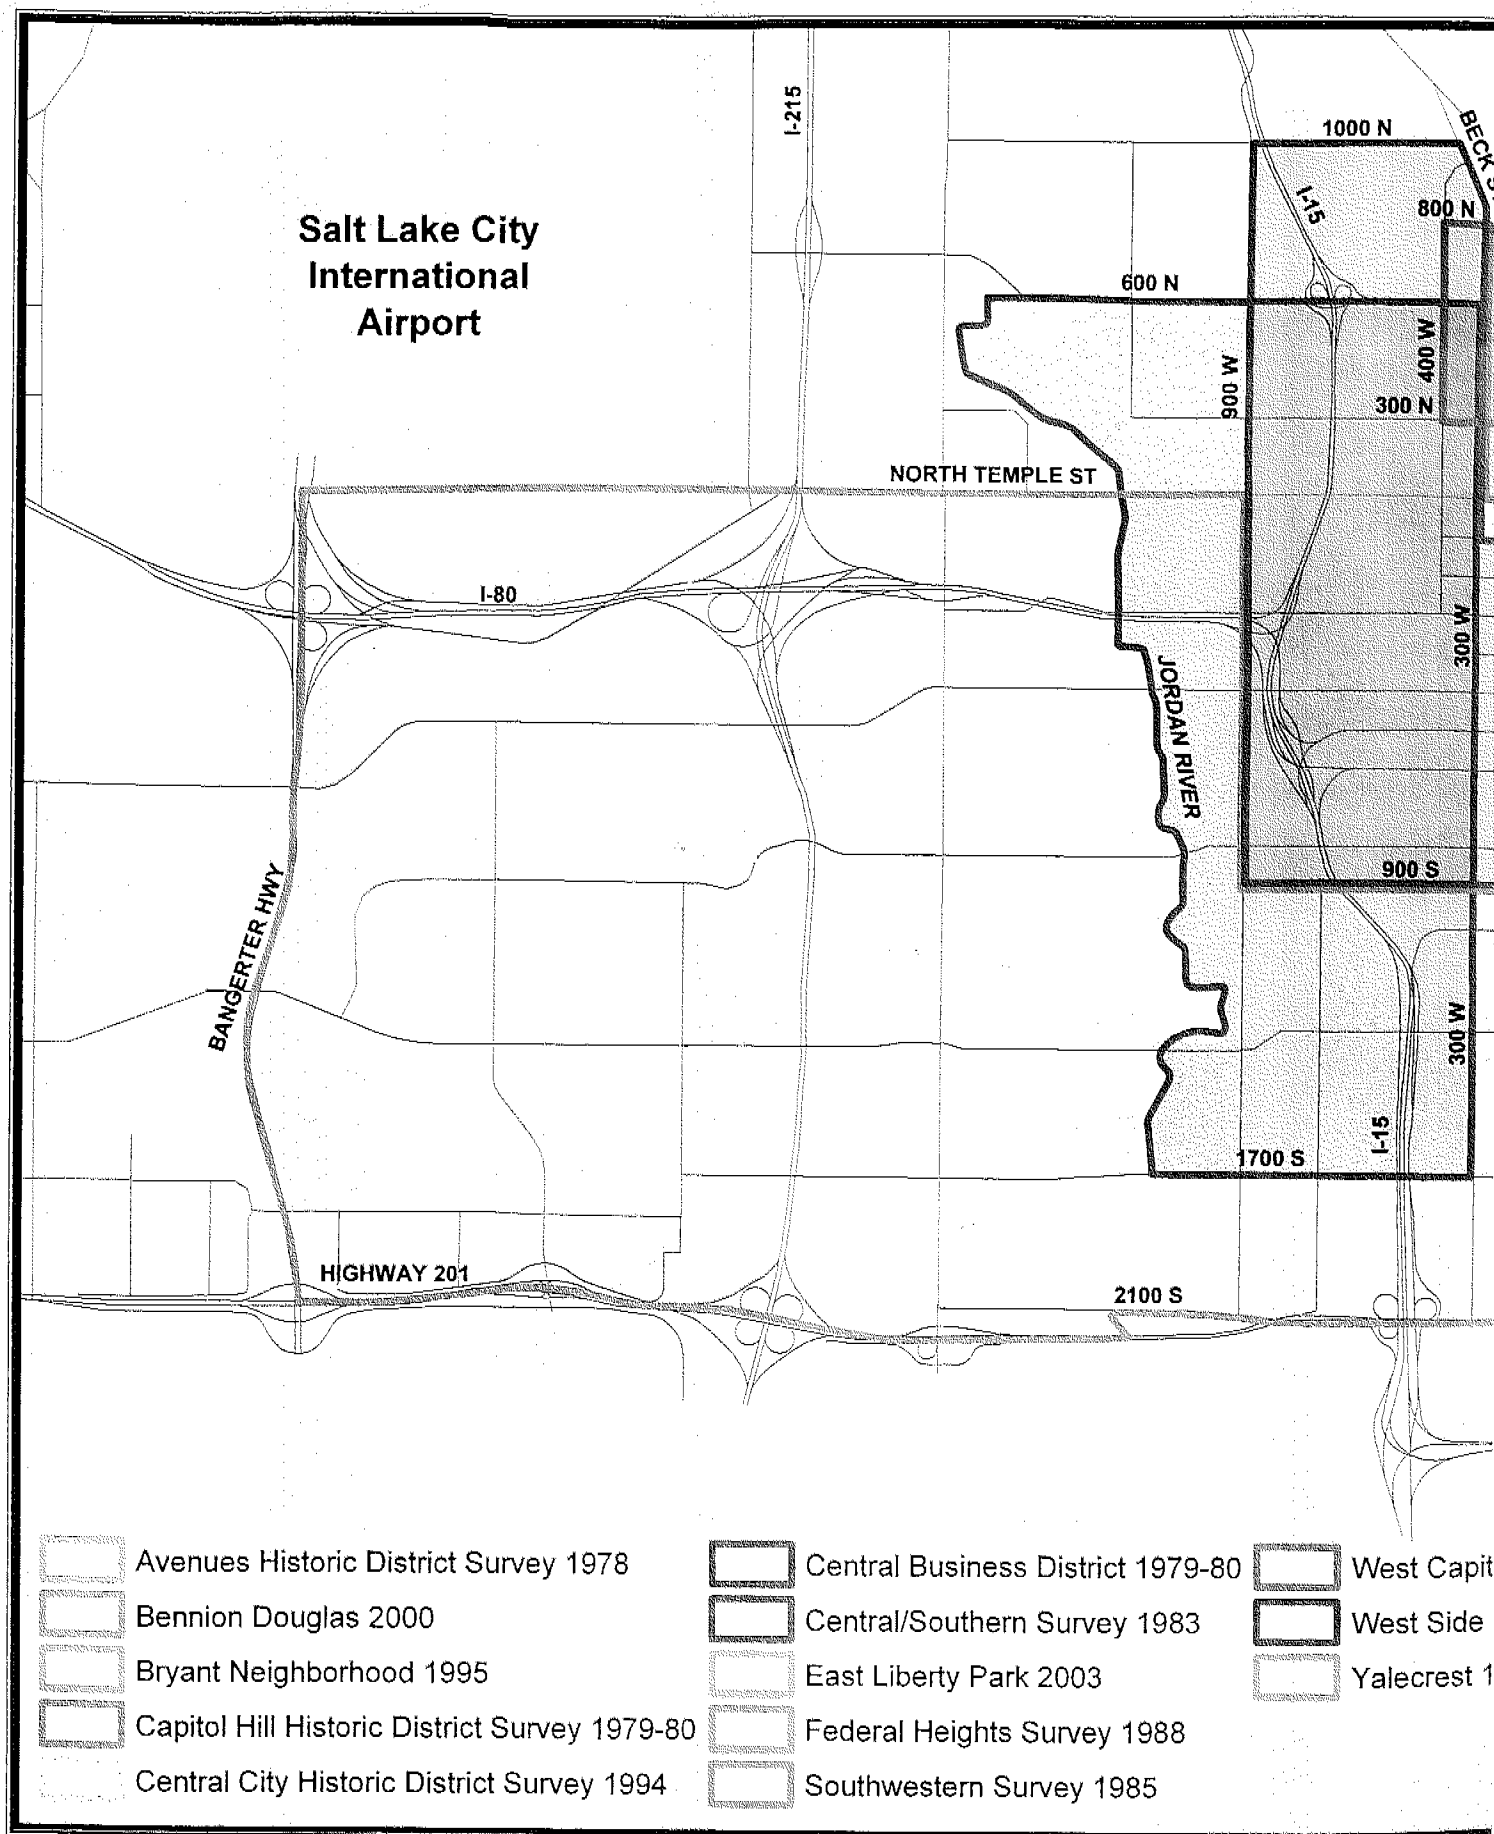 I-215
1000 N
BECK S
I-15
800 N
Salt Lake City
International
Airport
600 N
900 W
400 W
300 N
NORTH TEMPLE ST
I-80
300 W
JORDAN RIVER
900 S
BANGERTER HWY
300 W
I-15
1700 S
HIGHWAY 201
2100 S
Avenues Historic District Survey 1978
Bennion Douglas 2000
Bryant Neighborhood 1995
Capitol Hill Historic District Survey 1979-80
Central City Historic District Survey 1994
Central Business District 1979-80
Central/Southern Survey 1983
East Liberty Park 2003
Federal Heights Survey 1988
Southwestern Survey 1985
West Capit
West Side
Yalecrest 1